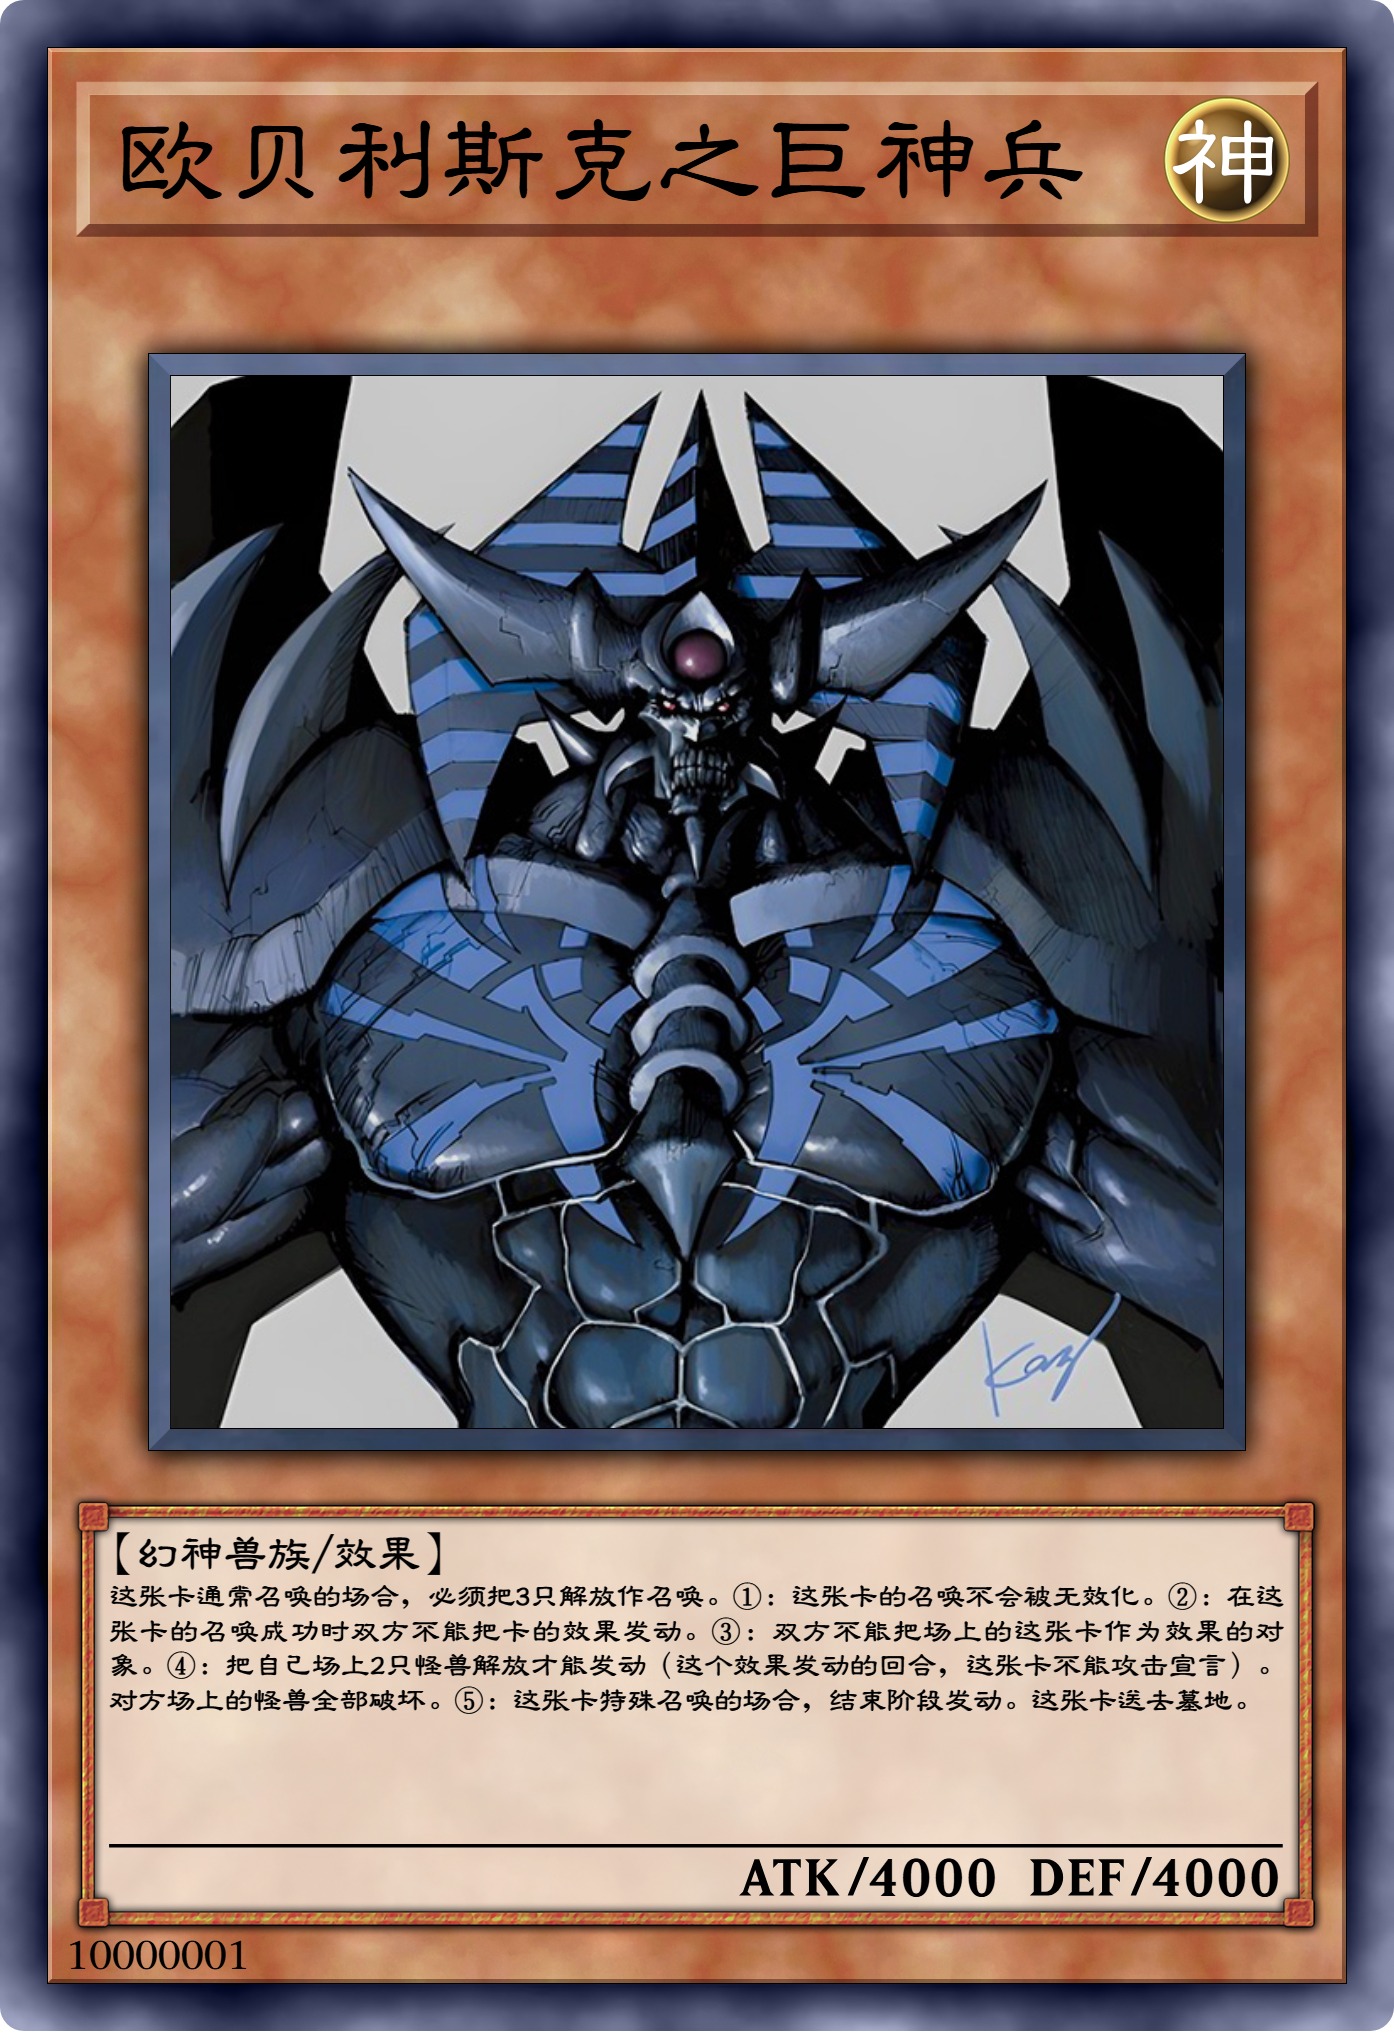 欧贝利斯克之巨神兵
神
Kazl
【幻神兽族/效果】
这张卡通常召唤的场合，必须把3只解放作召唤。①：这张卡的召唤不会被无效化。②：在这
张卡的召唤成功时双方不能把卡的效果发动。③：双方不能把场上的这张卡作为效果的对
象。④：把自己场上2只怪兽解放才能发动（这个效果发动的回合，这张卡不能攻击宣言）。
对方场上的怪兽全部破坏。⑤：这张卡特殊召唤的场合，结束阶段发动。这张卡送去墓地。
ATK/4000 DEF/4000
10000001